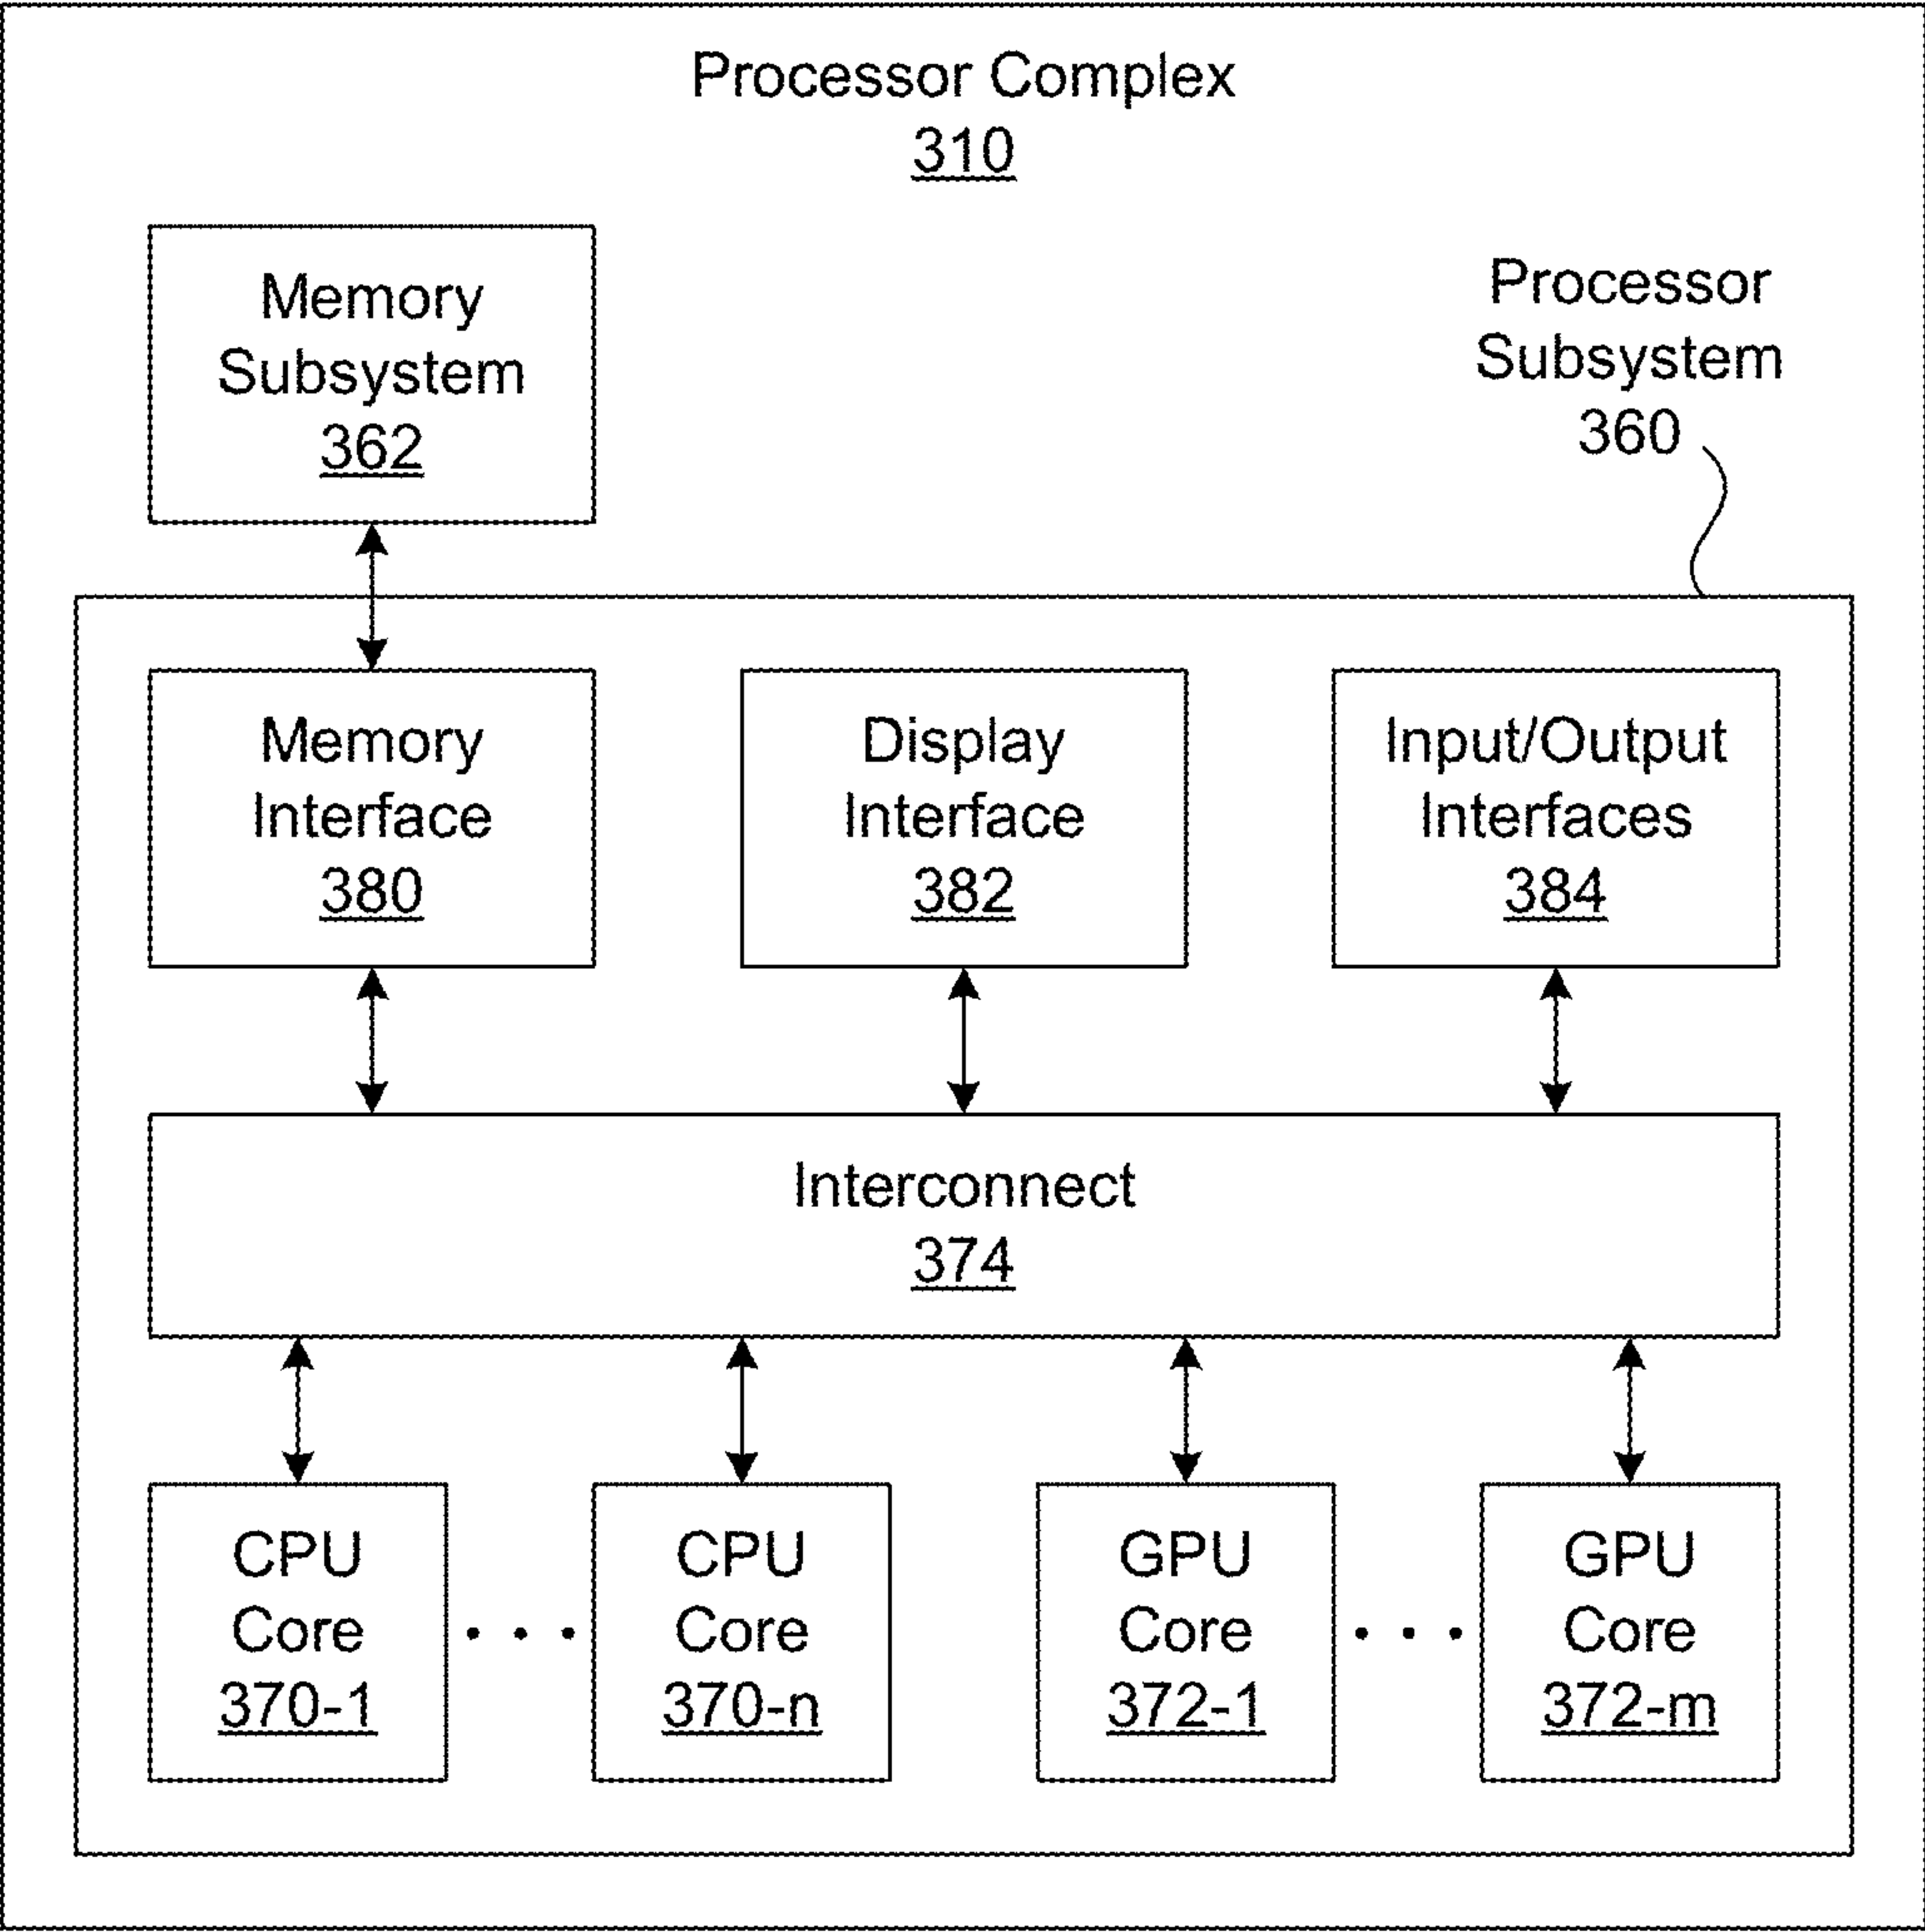 Processor Complex
310
Memory
Subsystem
362
Processor
Subsystem
360
Memory
Interface
380
Display
Interface
382
Input/Output
Interfaces
384
Interconnect
374
CPU
Core
370-1
CPU
Core
370-n
GPU
Core
372-1
GPU
Core
372-m